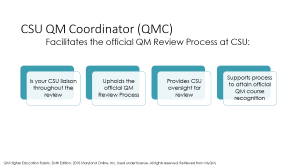 CSU QM Coordinator (QMC)
Facilitates the official QM Review Process at CSU:
Is your CSU liaison
throughout the
review
Upholds the
official QM
Review Process
Provides CSU
oversight for
review
Supports process
to attain official
QM course
recognition
QM Higher Education Rubric, Sixth Edition, 2018 Maryland Online, Inc. Used under license. All rights reserved. Retrieved from MyQM.